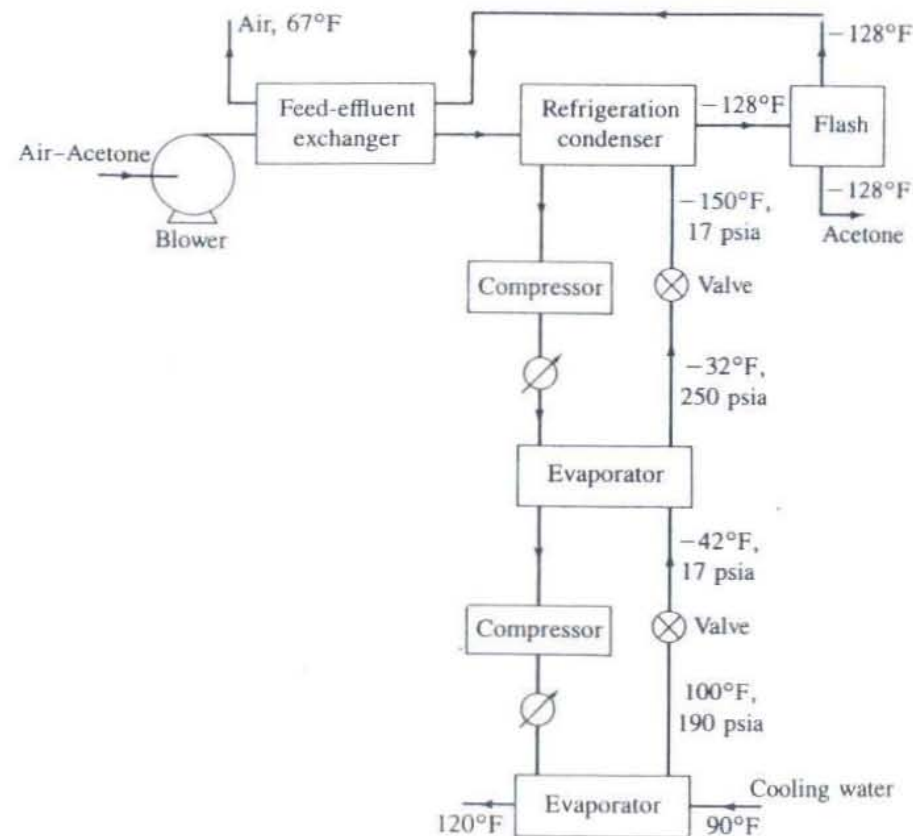 Air, 67°F
−128°F
Feed-effluent
exchanger
Refrigeration
condenser
−128°F
Flash
Air–Acetone
Blower
−128°F
Acetone
−150°F,
17 psia
Compressor
Valve
−32°F,
250 psia
Evaporator
−42°F,
17 psia
Compressor
Valve
100°F,
190 psia
Cooling water
Evaporator
120°F
90°F